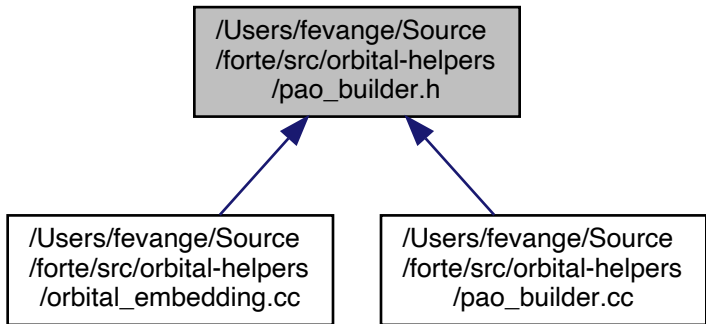 /Users/fevange/Source
/forte/src/orbital-helpers
/pao_builder.h
/Users/fevange/Source
/forte/src/orbital-helpers
/orbital_embedding.cc
/Users/fevange/Source
/forte/src/orbital-helpers
/pao_builder.cc